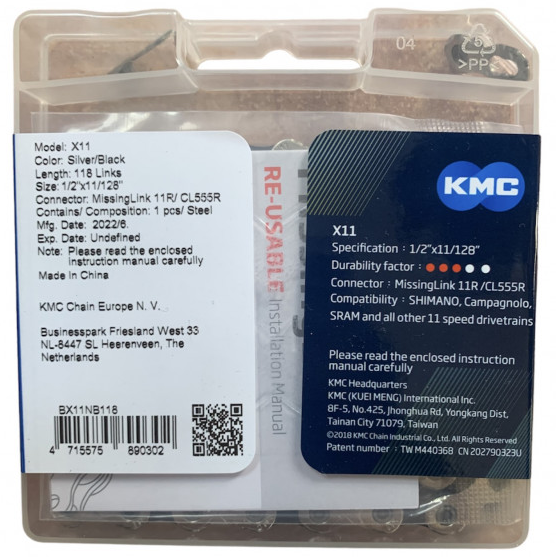 04
5
>PP<
Model: X11
Color: Silver/Black
Length: 118 Links
Size: 1/2"x11/128"
Connector: MissingLink 11R/ CL555R
Contains/ Composition: 1 pcs/ Steel
Mfg. Date: 2022/6.
Exp. Date: Undefined
Note: Please read the enclosed
instruction manual carefully
Made In China
KMC Chain Europe N. V.
Businesspark Friesland West 33
NL-8447 SL Heerenveen, The
Netherlands
BX11NB118
4 715575 890302
RE-USABLE Installation Manual
KMC
X11
Specification : 1/2"x11/128"
Durability factor :
Connector : MissingLink 11R /CL555R
Compatibility : SHIMANO, Campagnolo,
SRAM and all other 11 speed drivetrains
Please read the enclosed instruction
manual carefully
KMC Headquarters
KMC (KUEI MENG) International Inc.
8F-5, No.425, Jhonghua Rd, Yongkang Dist,
Tainan City 71079, Taiwan
©2018 KMC Chain Industrial Co., Ltd. All Rights Reserved
Patent number : TW M440368 CN 202790323U